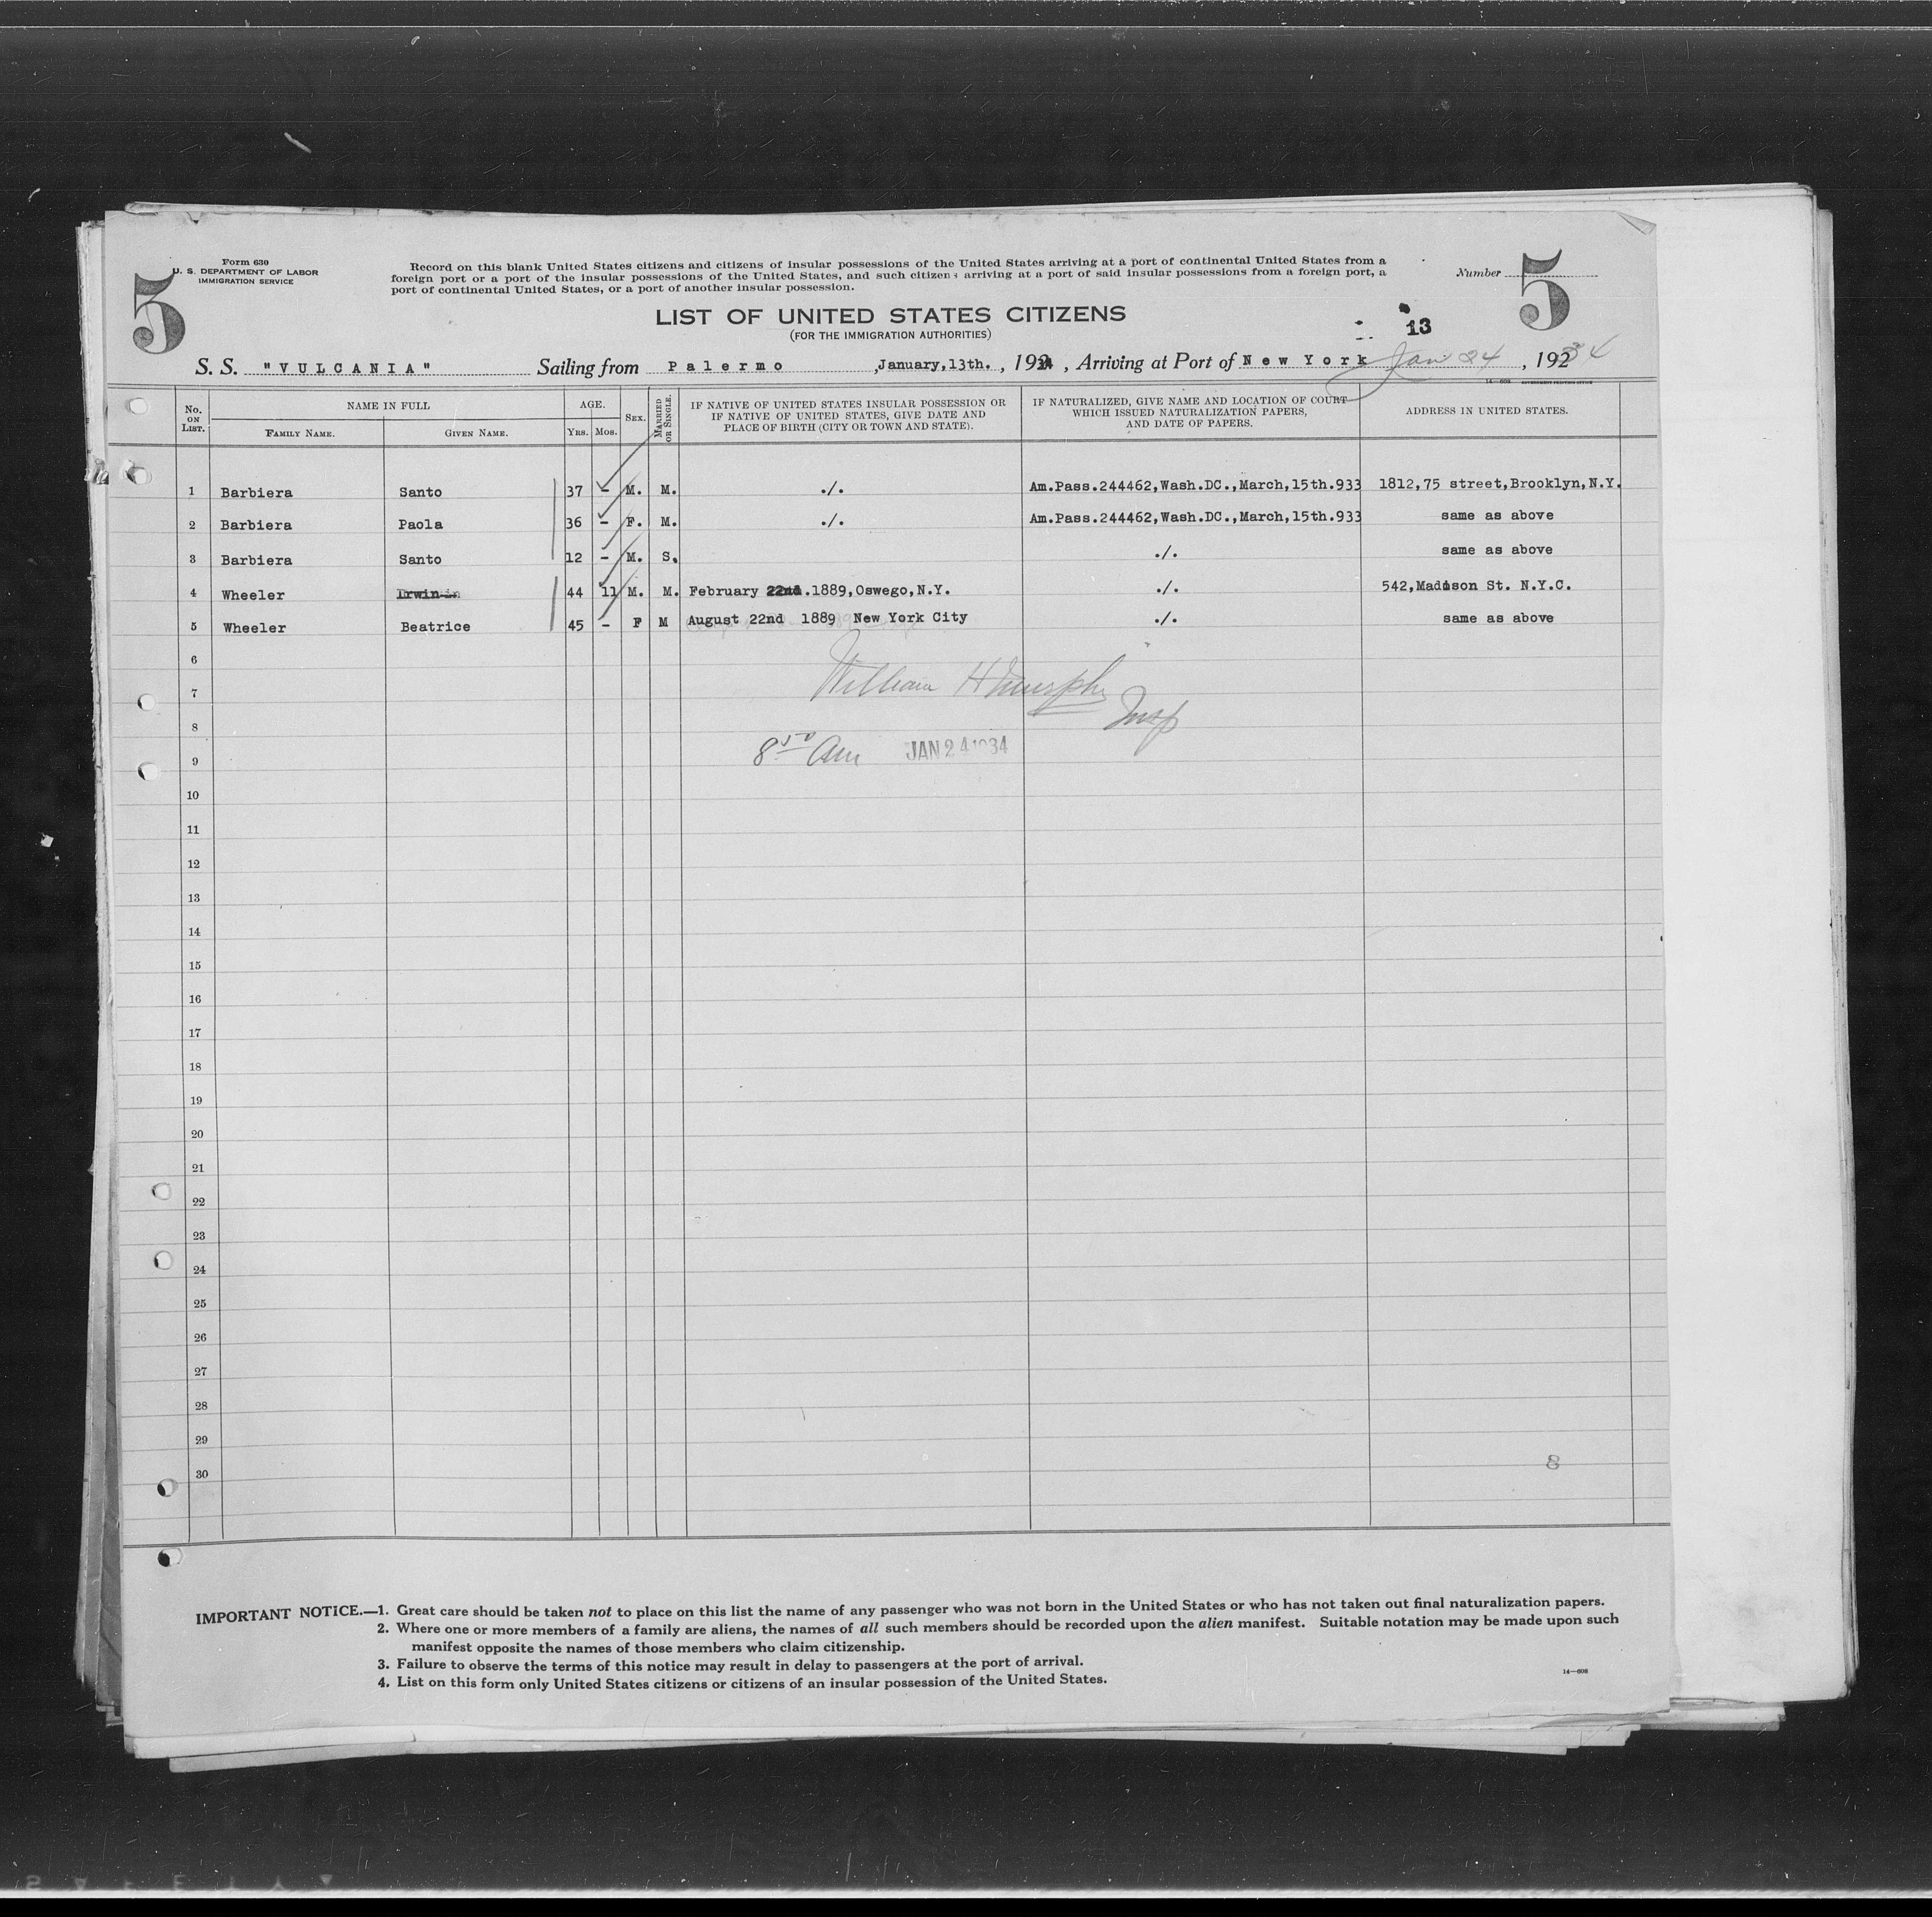 Form 630
U. S. DEPARTMENT OF LABOR
IMMIGRATION SERVICE
5
Record on this blank United States citizens and citizens of insular possessions of the United States arriving at a port of continental United States from a
foreign port or a port of the insular possessions of the United States, and such citizens arriving at a port of said insular possessions from a foreign port, a
port of continental United States, or a port of another insular possession.
Number 5
LIST OF UNITED STATES CITIZENS
(FOR THE IMMIGRATION AUTHORITIES)
13
S. S. "VULCANIA" Sailing from Palermo ,January,13th. , 1934 , Arriving at Port of New York Jan 24 , 19234
14—608 GOVERNMENT PRINTING OFFICE
No. ON LIST. NAME IN FULL AGE. SEX. MARRIED OR SINGLE. IF NATIVE OF UNITED STATES INSULAR POSSESSION OR IF NATIVE OF UNITED STATES, GIVE DATE AND PLACE OF BIRTH (CITY OR TOWN AND STATE). IF NATURALIZED, GIVE NAME AND LOCATION OF COURT WHICH ISSUED NATURALIZATION PAPERS, AND DATE OF PAPERS. ADDRESS IN UNITED STATES.
FAMILY NAME. GIVEN NAME. YRS. MOS.
1 Barbiera Santo 37 - M. M. ./. Am.Pass.244462,Wash.DC.,March,15th.933 1812,75 street,Brooklyn,N.Y.
2 Barbiera Paola 36 - F. M. ./. Am.Pass.244462,Wash.DC.,March,15th.933 same as above
3 Barbiera Santo 12 - M. S. ./. same as above
4 Wheeler Irwin 44 11 M. M. February 22nd.1889,Oswego,N.Y. ./. 542,Madison St. N.Y.C.
5 Wheeler Beatrice 45 - F M August 22nd 1889 New York City ./. same as above
6
William H Murphy
7
Insp
8
8 50 Am JAN 24 1934
9
10
11
12
13
14
15
16
17
18
19
20
21
22
23
24
25
26
27
28
29
30
8
IMPORTANT NOTICE.—1. Great care should be taken not to place on this list the name of any passenger who was not born in the United States or who has not taken out final naturalization papers.
2. Where one or more members of a family are aliens, the names of all such members should be recorded upon the alien manifest. Suitable notation may be made upon such
manifest opposite the names of those members who claim citizenship.
3. Failure to observe the terms of this notice may result in delay to passengers at the port of arrival.
4. List on this form only United States citizens or citizens of an insular possession of the United States.
14—608